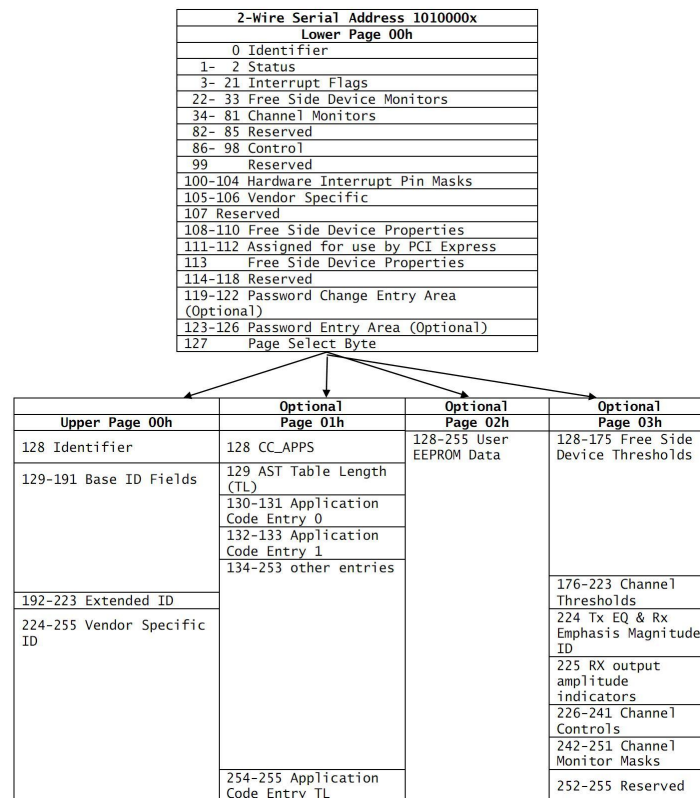 2-Wire Serial Address 1010000x
Lower Page 00h
0 Identifier
1- 2 Status
3- 21 Interrupt Flags
22- 33 Free Side Device Monitors
34- 81 Channel Monitors
82- 85 Reserved
86- 98 Control
99 Reserved
100-104 Hardware Interrupt Pin Masks
105-106 Vendor Specific
107 Reserved
108-110 Free Side Device Properties
111-112 Assigned for use by PCI Express
113 Free Side Device Properties
114-118 Reserved
119-122 Password Change Entry Area
(Optional)
123-126 Password Entry Area (Optional)
127 Page Select Byte
Upper Page 00h
128 Identifier
129-191 Base ID Fields
192-223 Extended ID
224-255 Vendor Specific
ID
Optional
Page 01h
128 CC_APPS
129 AST Table Length
(TL)
130-131 Application
Code Entry 0
132-133 Application
Code Entry 1
134-253 other entries
254-255 Application
Code Entry TL
Optional
Page 02h
128-255 User
EEPROM Data
Optional
Page 03h
128-175 Free Side
Device Thresholds
176-223 Channel
Thresholds
224 Tx EQ & Rx
Emphasis Magnitude
ID
225 RX output
amplitude
indicators
226-241 Channel
Controls
242-251 Channel
Monitor Masks
252-255 Reserved